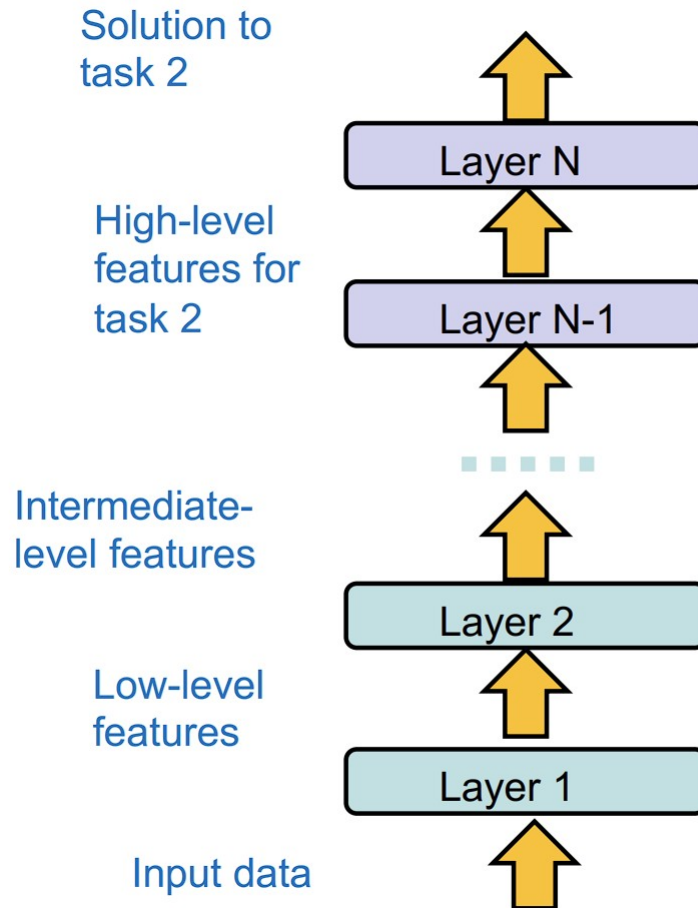 Solution to
task 2
Layer N
High-level
features for
task 2
Layer N-1
Intermediate-
level features
Layer 2
Low-level
features
Layer 1
Input data